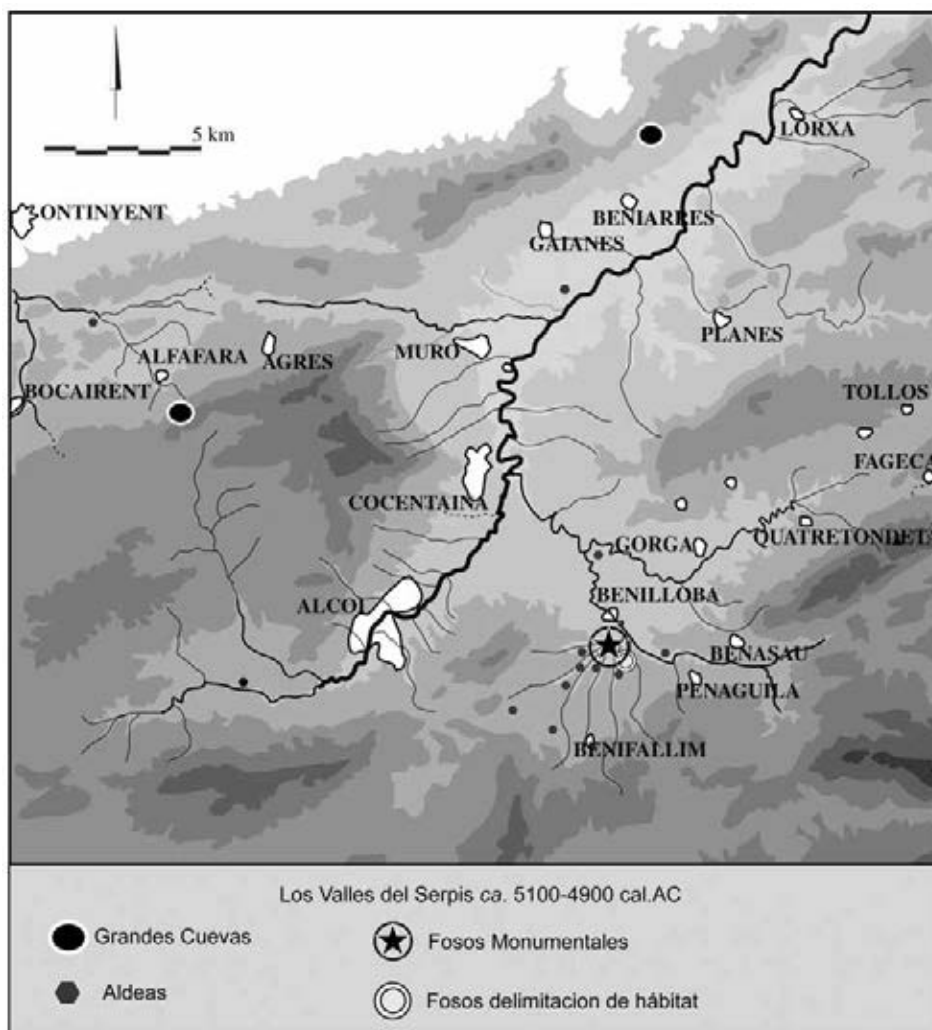 LORXA
5 km
ONTINYENT
BENIARRES
GAIANES
PLANES
MURO
ALFAFARA
AGRES
BOCAIRENT
TOLLOS
FAGECA
COCENTAINA
QUATRETONDETA
GORGA
BENILLOBA
ALCOI
BENASAU
PENAGUILA
BENIFALLIM
Los Valles del Serpis ca. 5100-4900 cal.AC
Grandes Cuevas
Fosos Monumentales
Aldeas
Fosos delimitacion de hábitat